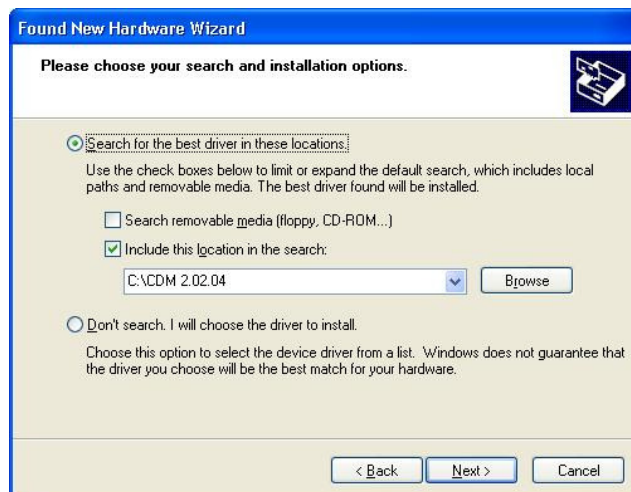 Found New Hardware Wizard
Please choose your search and installation options.
Search for the best driver in these locations.
Use the check boxes below to limit or expand the default search, which includes local
paths and removable media. The best driver found will be installed.
Search removable media (floppy, CD-ROM...)
Include this location in the search:
C:\CDM 2.02.04
Browse
Don't search. I will choose the driver to install.
Choose this option to select the device driver from a list. Windows does not guarantee that
the driver you choose will be the best match for your hardware.
< Back
Next >
Cancel